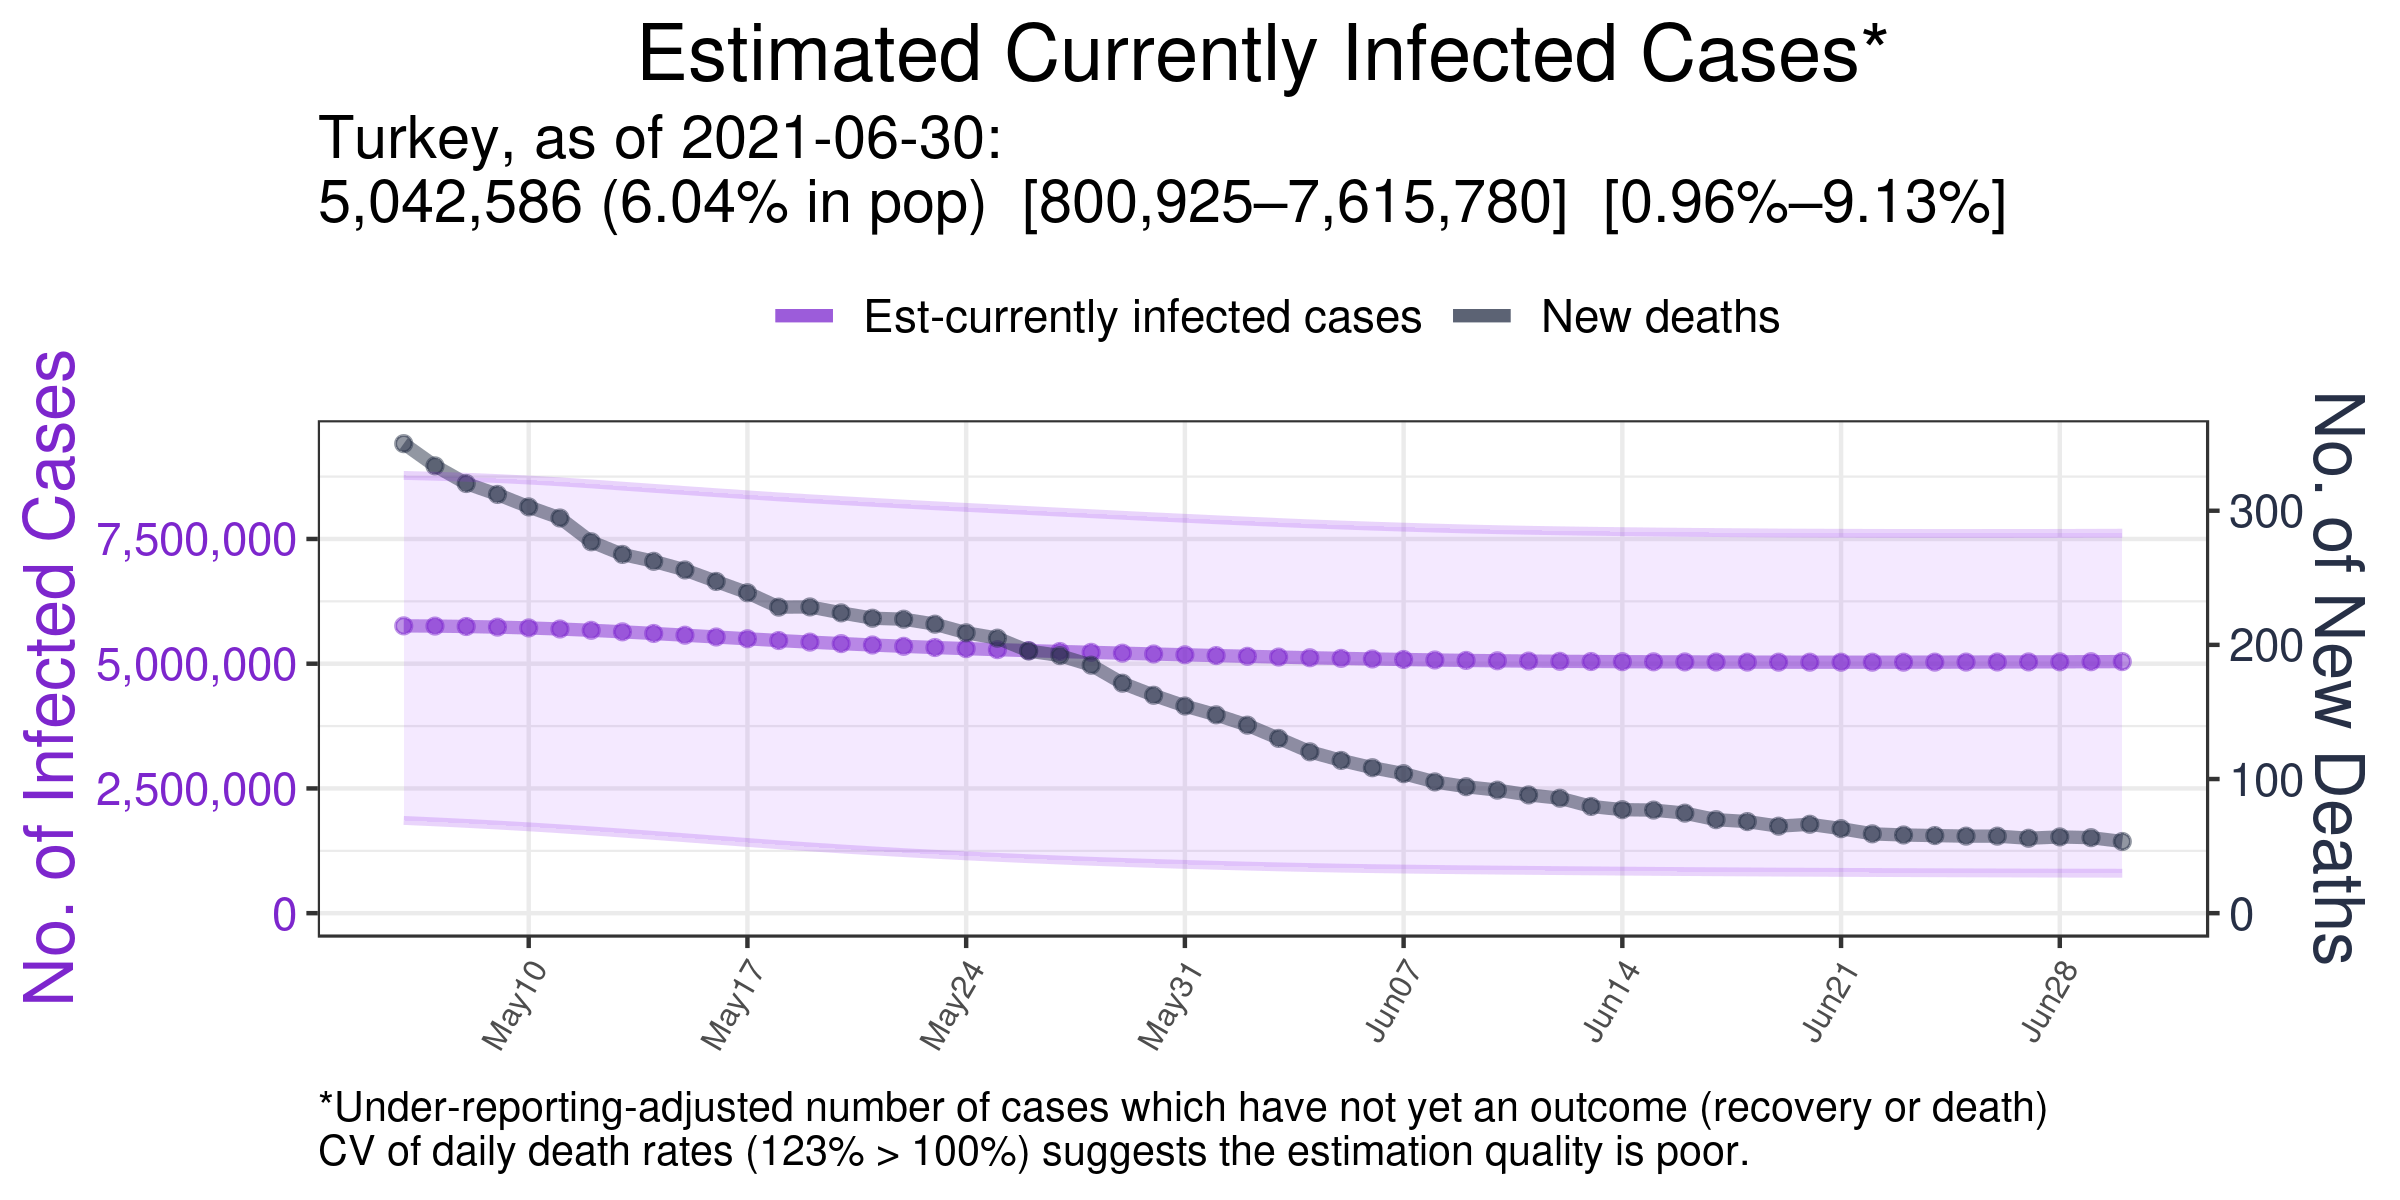 Estimated Currently Infected Cases*
Turkey, as of 2021-06-30:
5,042,586 (6.04% in pop)  [800,925–7,615,780]  [0.96%–9.13%]
Est-currently infected cases
New deaths
No. of Infected Cases
7,500,000
5,000,000
2,500,000
0
300
200
100
0
No. of New Deaths
May10
May17
May24
May31
Jun07
Jun14
Jun21
Jun28
*Under-reporting-adjusted number of cases which have not yet an outcome (recovery or death)
CV of daily death rates (123% > 100%) suggests the estimation quality is poor.